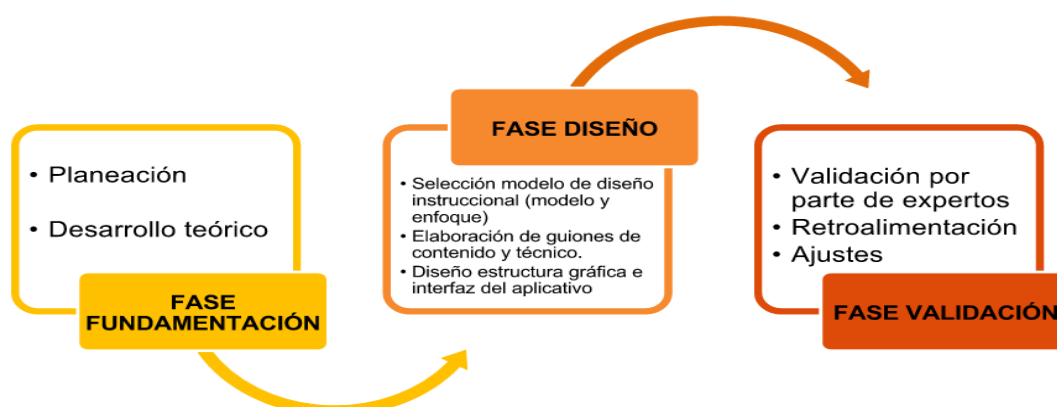 • Planeación
• Desarrollo teórico
FASE
FUNDAMENTACIÓN
FASE DISEÑO
• Selección modelo de diseño
instruccional (modelo y
enfoque)
• Elaboración de guiones de
contenido y técnico.
• Diseño estructura gráfica e
interfaz del aplicativo
• Validación por
parte de expertos
• Retroalimentación
• Ajustes
FASE VALIDACIÓN